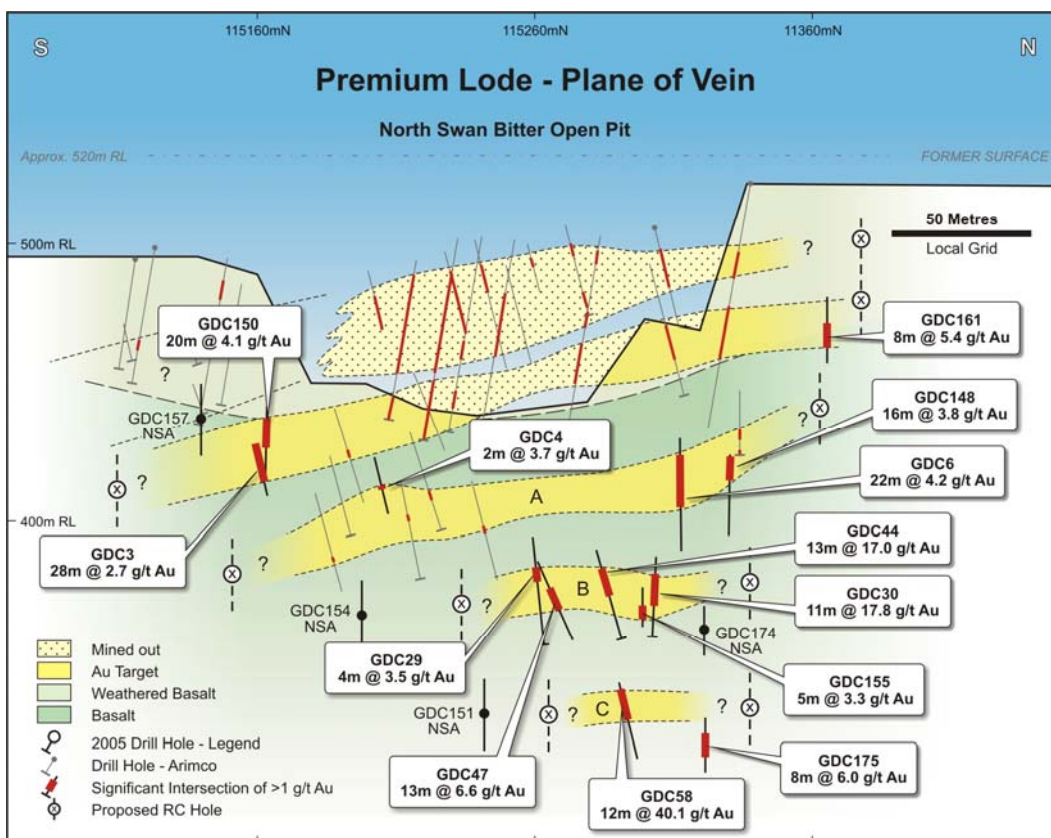 115160mN
115260mN
11360mN
S
N
Premium Lode - Plane of Vein
North Swan Bitter Open Pit
Approx. 520m RL
FORMER SURFACE
50 Metres
Local Grid
500m RL
GDC150
20m @ 4.1 g/t Au
GDC161
8m @ 5.4 g/t Au
GDC157
NSA
GDC4
2m @ 3.7 g/t Au
GDC148
16m @ 3.8 g/t Au
GDC6
22m @ 4.2 g/t Au
A
400m RL
GDC3
28m @ 2.7 g/t Au
GDC44
13m @ 17.0 g/t Au
B
GDC30
11m @ 17.8 g/t Au
GDC154
NSA
GDC174
NSA
GDC29
4m @ 3.5 g/t Au
GDC155
5m @ 3.3 g/t Au
C
GDC151
NSA
GDC47
13m @ 6.6 g/t Au
GDC58
12m @ 40.1 g/t Au
GDC175
8m @ 6.0 g/t Au
Mined out
Au Target
Weathered Basalt
Basalt
2005 Drill Hole - Legend
Drill Hole - Arimco
Significant Intersection of >1 g/t Au
Proposed RC Hole